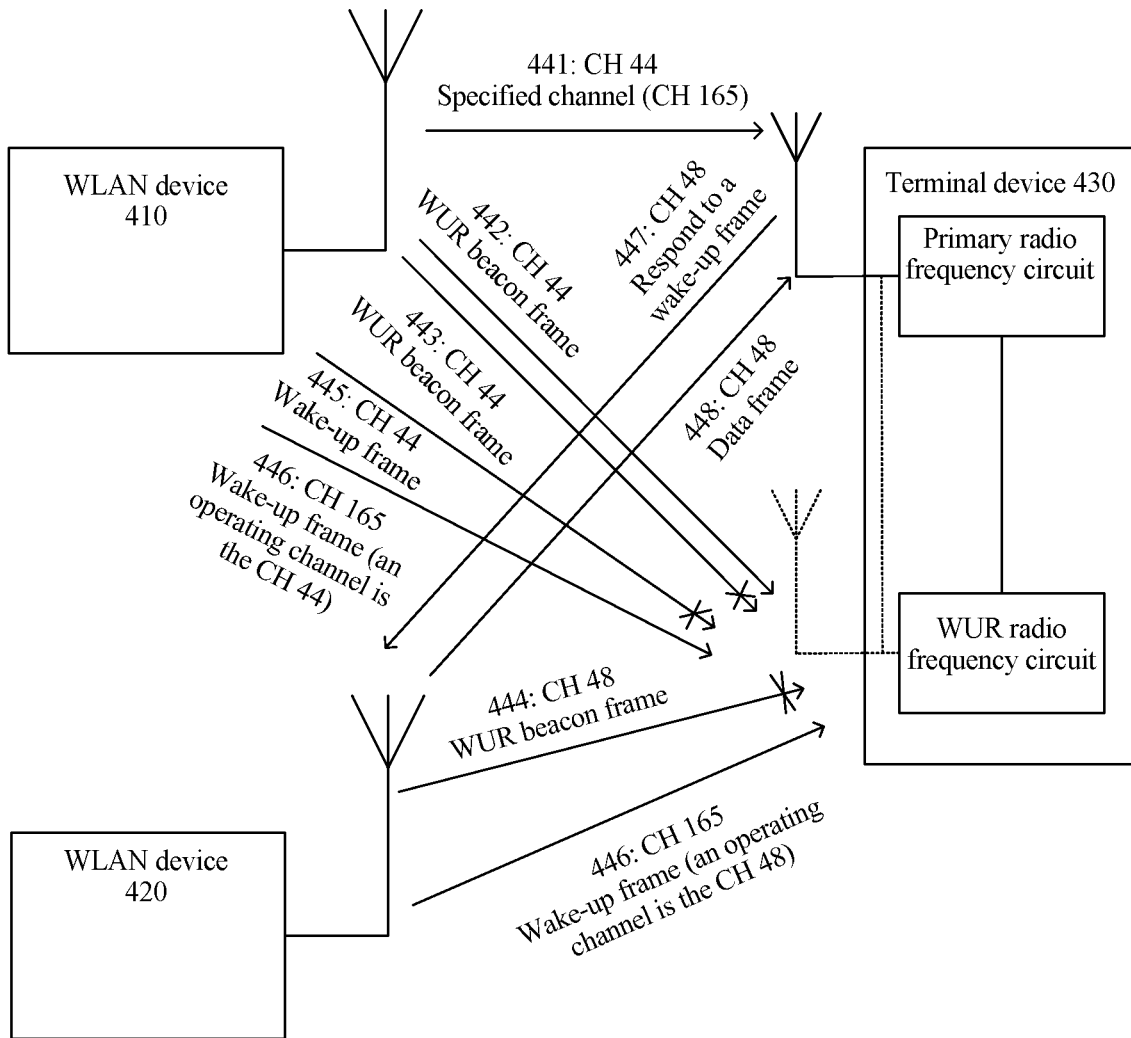 441: CH 44
Specified channel (CH 165)
WLAN device
410
Terminal device 430
Primary radio
frequency circuit
442: CH 44
WUR beacon frame
447: CH 48
Respond to a
wake-up frame
443: CH 44
WUR beacon frame
445: CH 44
Wake-up frame
448: CH 48
Data frame
446: CH 165
Wake-up frame (an
operating channel is
the CH 44)
WUR radio
frequency circuit
444: CH 48
WUR beacon frame
WLAN device
420
446: CH 165
Wake-up frame (an operating
channel is the CH 48)